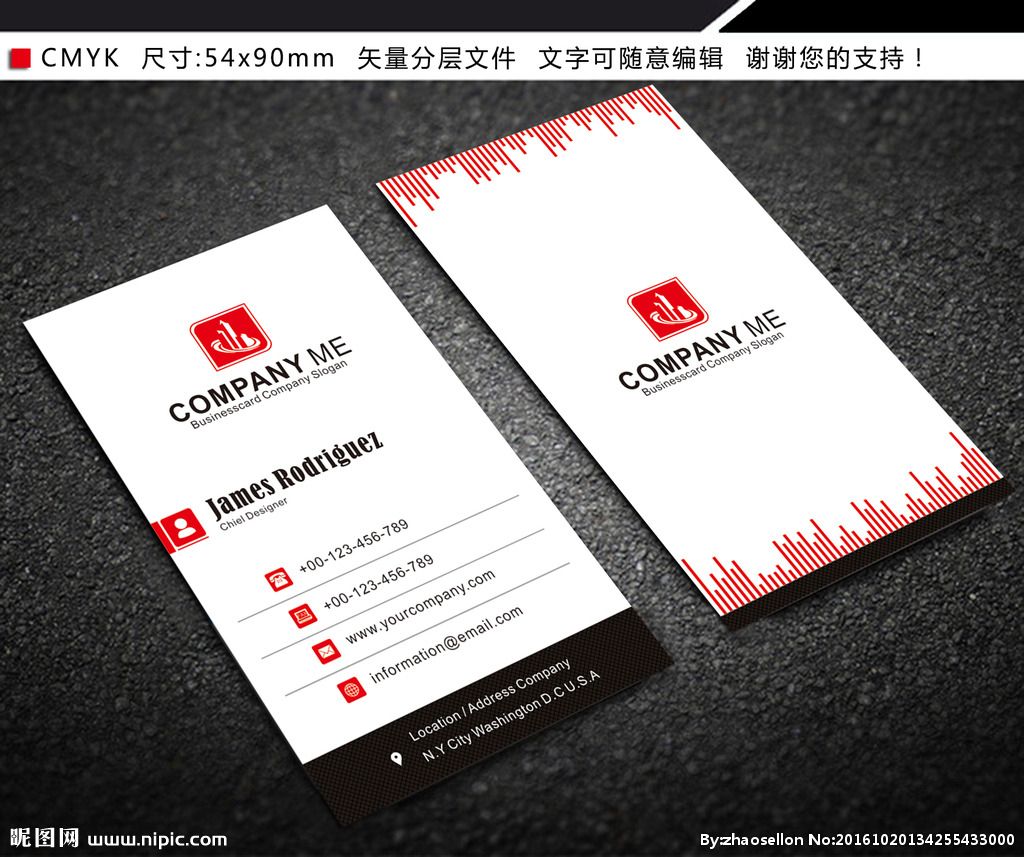 CMYK 尺寸:54x90mm 矢量分层文件 文字可随意编辑 谢谢您的支持！
COMPANY ME
Businesscard Company Slogan
James Rodriguez
Chiel Designer
+00-123-456-789
+00-123-456-789
www.yourcompany.com
information@email.com
Location / Address Company
N.Y City Washington D.C U.S.A
COMPANY ME
Businesscard Company Slogan
昵图网 www.nipic.com
By:zhaosellon No:20161020134255433000